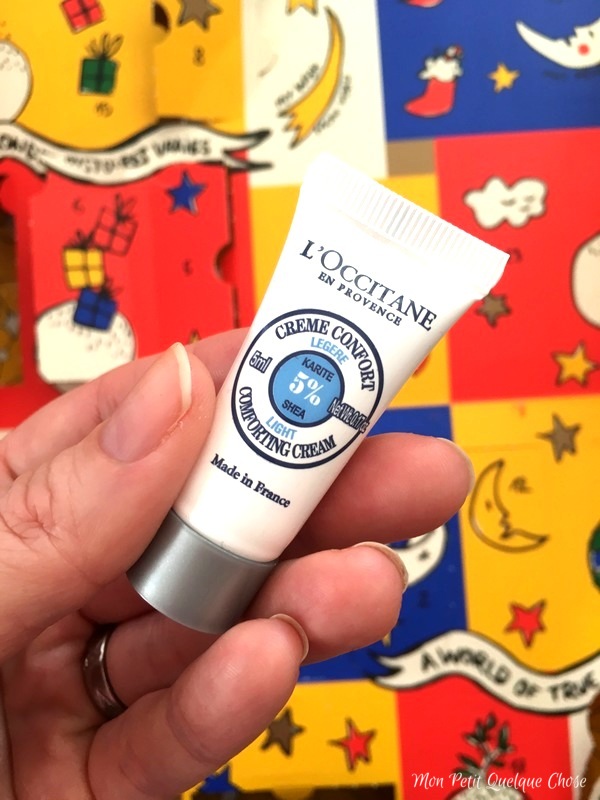 L'OCCITANE
EN PROVENCE
CREME CONFORT
LEGERE
5ml
KARITE
5%
SHEA
LIGHT
COMFORTING CREAM
Made in France
A WORLD OF TRUE
Mon Petit Quelque Chose